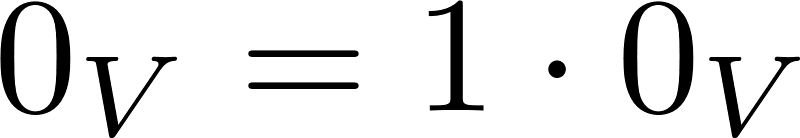 0_V = 1 · 0_V